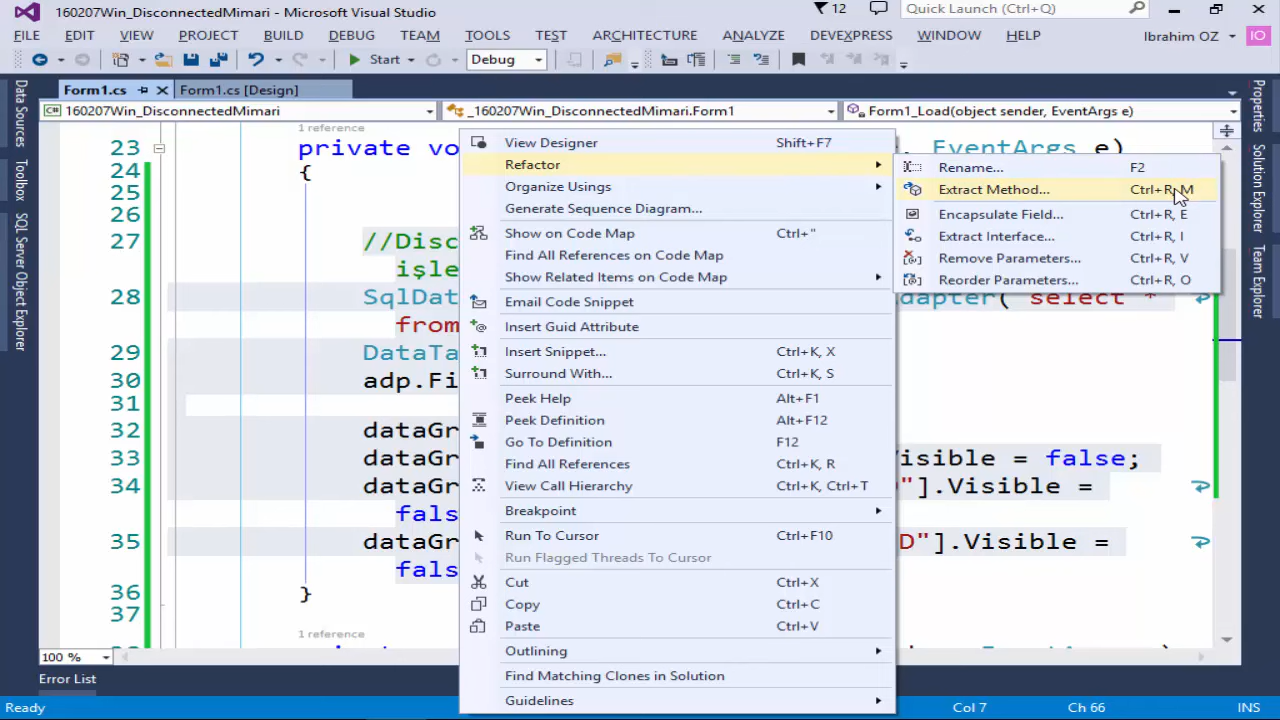 160207Win_DisconnectedMimari - Microsoft Visual Studio
12
Quick Launch (Ctrl+Q)
FILE EDIT VIEW PROJECT BUILD DEBUG TEAM TOOLS TEST ARCHITECTURE ANALYZE DEVEXPRESS WINDOW HELP Ibrahim OZ IO
Start Debug
Form1.cs Form1.cs [Design]
160207Win_DisconnectedMimari _160207Win_DisconnectedMimari.Form1 Form1_Load(object sender, EventArgs e)
Data Sources
Toolbox
SQL Server Object Explorer
Properties
Solution Explorer
Team Explorer
1 reference
23 private vo , EventArgs e)
24 {
25
26
27 //Disc
işle
28 SqlDat dapter( select *
from
29 DataTa
30 adp.Fi
31
32 dataGr
33 dataGr isible = false;
34 dataGr "].Visible =
fals
35 dataGr D"].Visible =
fals
36 }
37
1 reference
View Designer Shift+F7
Refactor
Organize Usings
Generate Sequence Diagram...
Show on Code Map Ctrl+"
Find All References on Code Map
Show Related Items on Code Map
Email Code Snippet
Insert Guid Attribute
Insert Snippet... Ctrl+K, X
Surround With... Ctrl+K, S
Peek Help Alt+F1
Peek Definition Alt+F12
Go To Definition F12
Find All References Ctrl+K, R
View Call Hierarchy Ctrl+K, Ctrl+T
Breakpoint
Run To Cursor Ctrl+F10
Run Flagged Threads To Cursor
Cut Ctrl+X
Copy Ctrl+C
Paste Ctrl+V
Outlining
Find Matching Clones in Solution
Guidelines
Rename... F2
Extract Method... Ctrl+R, M
Encapsulate Field... Ctrl+R, E
Extract Interface... Ctrl+R, I
Remove Parameters... Ctrl+R, V
Reorder Parameters... Ctrl+R, O
100 %
Error List
Ready Col 7 Ch 66 INS